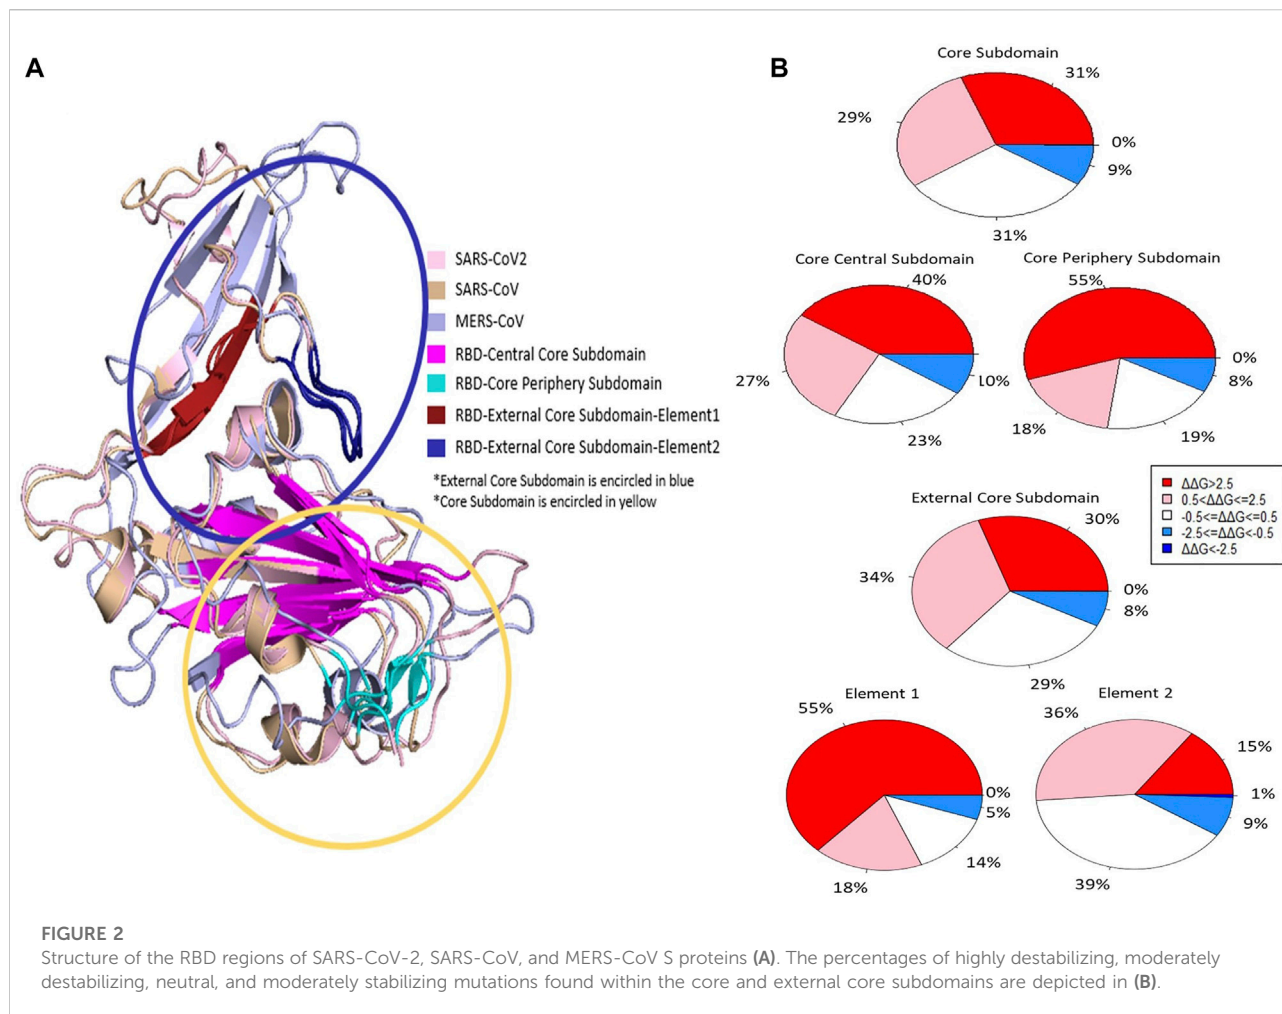 A
SARS-CoV2
SARS-CoV
MERS-CoV
RBD-Central Core Subdomain
RBD-Core Periphery Subdomain
RBD-External Core Subdomain-Element1
RBD-External Core Subdomain-Element2
*External Core Subdomain is encircled in blue
*Core Subdomain is encircled in yellow
B
Core Subdomain
31%
29%
0%
9%
31%
Core Central Subdomain
40%
27%
10%
23%
Core Periphery Subdomain
55%
0%
8%
18%
19%
ΔΔG>2.5
0.5<ΔΔG<=2.5
-0.5<=ΔΔG<=0.5
-2.5<=ΔΔG<-0.5
ΔΔG<-2.5
External Core Subdomain
30%
34%
0%
8%
29%
Element 1
55%
0%
5%
14%
18%
Element 2
36%
15%
1%
9%
39%
FIGURE 2
Structure of the RBD regions of SARS-CoV-2, SARS-CoV, and MERS-CoV S proteins (A). The percentages of highly destabilizing, moderately
destabilizing, neutral, and moderately stabilizing mutations found within the core and external core subdomains are depicted in (B).